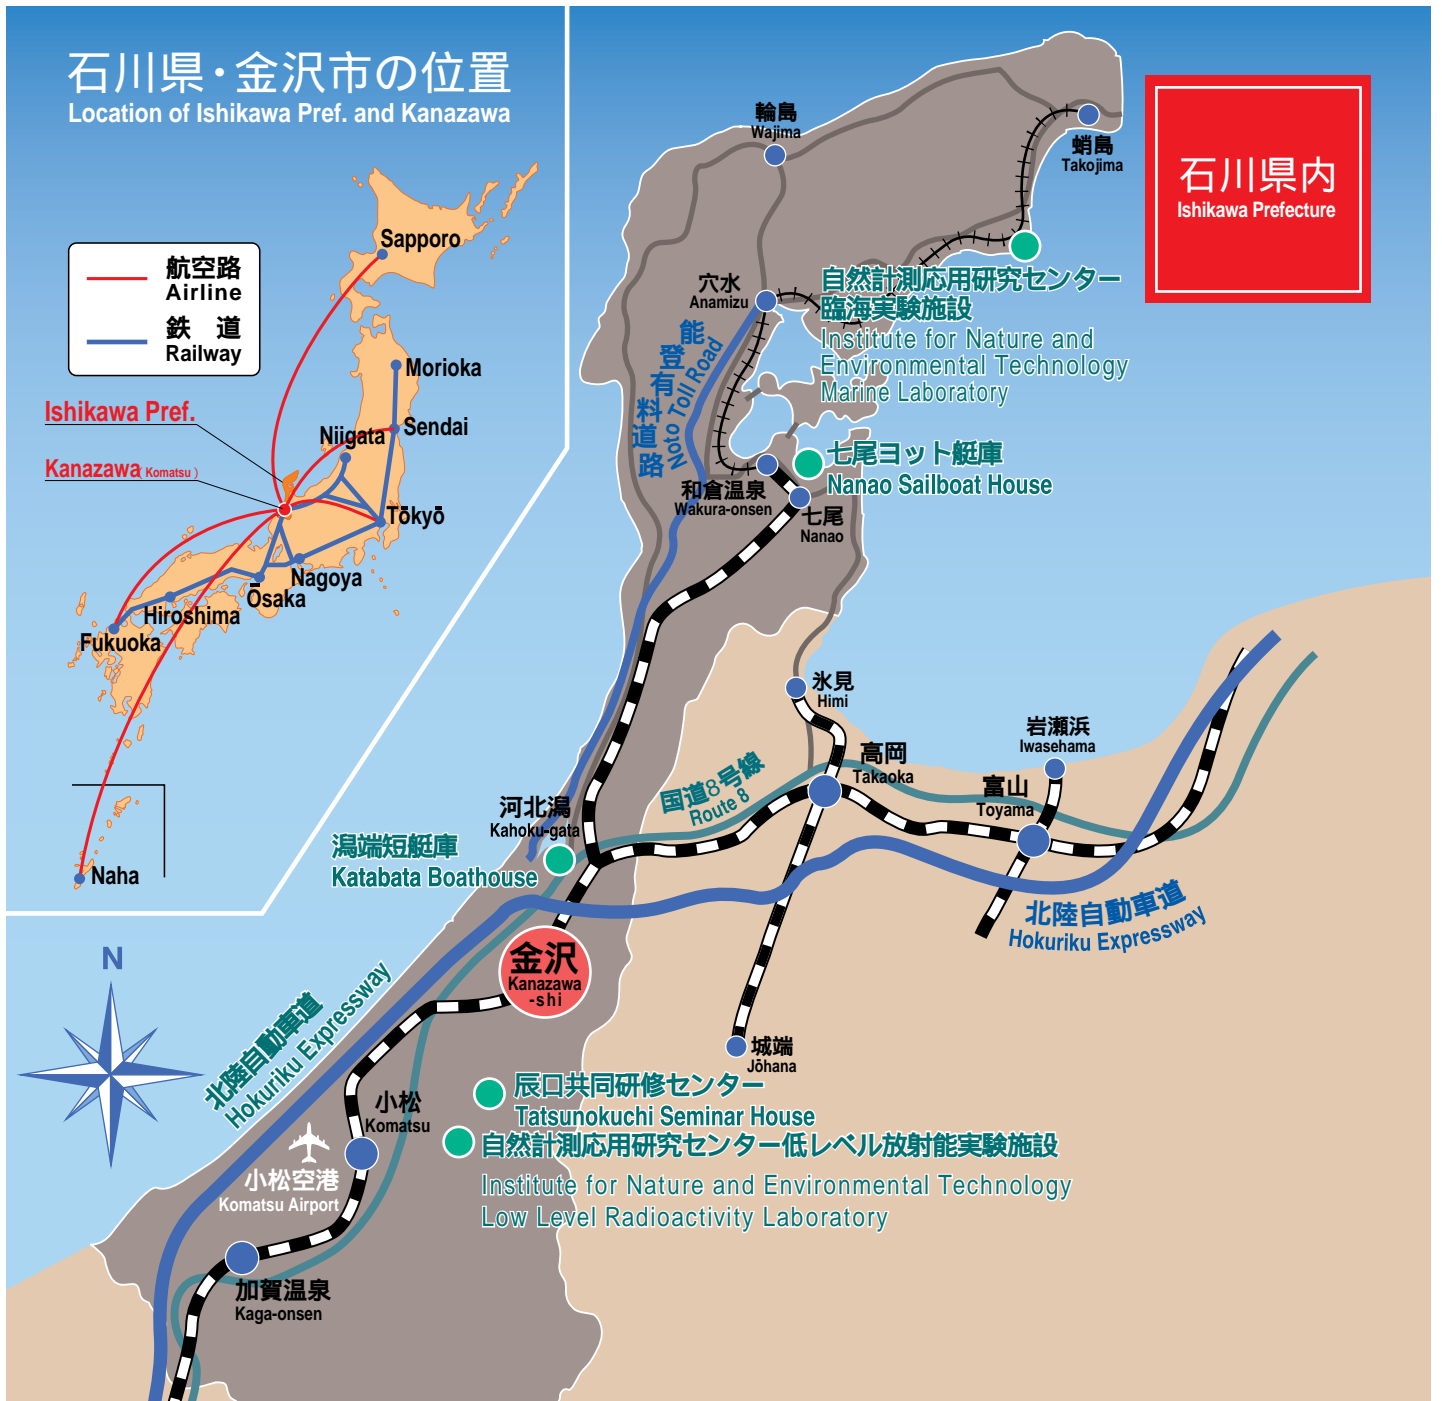 石川県・金沢市の位置
Location of Ishikawa Pref. and Kanazawa
航空路
Airline
鉄 道
Railway
Sapporo
Morioka
Ishikawa Pref.
Niigata
Sendai
Kanazawa (Komatsu)
Tōkyō
Nagoya
Ōsaka
Hiroshima
Fukuoka
Naha
石川県内
Ishikawa Prefecture
輪島
Wajima
蛸島
Takojima
穴水
Anamizu
自然計測応用研究センター
臨海実験施設
Institute for Nature and
Environmental Technology
Marine Laboratory
能登有料道路
Noto Toll Road
七尾ヨット艇庫
Nanao Sailboat House
和倉温泉
Wakura-onsen
七尾
Nanao
氷見
Himi
岩瀬浜
Iwasehama
高岡
Takaoka
富山
Toyama
国道8号線
Route 8
河北潟
Kahoku-gata
潟端短艇庫
Katabata Boathouse
北陸自動車道
Hokuriku Expressway
金沢
Kanazawa
-shi
N
北陸自動車道
Hokuriku Expressway
城端
Jōhana
辰口共同研修センター
Tatsunokuchi Seminar House
小松
Komatsu
自然計測応用研究センター低レベル放射能実験施設
Institute for Nature and Environmental Technology
Low Level Radioactivity Laboratory
小松空港
Komatsu Airport
加賀温泉
Kaga-onsen